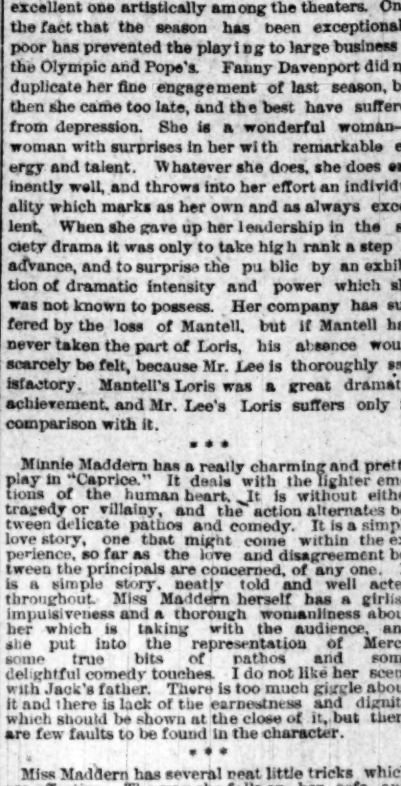 excellent one artistically among the theaters. On
the fact that the season has been exceptional
poor has prevented the playing to large business
the Olympic and Pope's. Fanny Davenport did n
duplicate her fine engagement of last season, b
then she came too late, and the best have suffer
from depression. She is a wonderful woman—
woman with surprises in her with remarkable e
ergy and talent. Whatever she does, she does e
inently well, and throws into her effort an individ
ality which marks as her own and as always exce
lent. When she gave up her leadership in the s
ciety drama it was only to take high rank a step
advance, and to surprise the public by an exhib
tion of dramatic intensity and power which sh
was not known to possess. Her company has su
fered by the loss of Mantell, but if Mantell ha
never taken the part of Loris, his absence wou
scarcely be felt, because Mr. Lee is thoroughly sa
isfactory. Mantell's Loris was a great dramat
achievement, and Mr. Lee's Loris suffers only
comparison with it.
* * *
Minnie Maddern has a really charming and prett
play in "Caprice." It deals with the lighter emo
tions of the human heart. It is without eithe
tragedy or villainy, and the action alternates b
tween delicate pathos and comedy. It is a simp
love story, one that might come within the ex
perience, so far as the love and disagreement b
tween the principals are concerned, of any one.
is a simple story, neatly told and well acte
throughout. Miss Maddern herself has a girlis
impulsiveness and a thorough womanliness abou
her which is taking with the audience, an
she put into the representation of Merc
some true bits of pathos and som
delightful comedy touches. I do not like her scen
with Jack's father. There is too much giggle abou
it and there is lack of the earnestness and dignit
which should be shown at the close of it, but ther
are few faults to be found in the character.
* * *
Miss Maddern has several neat little tricks whic